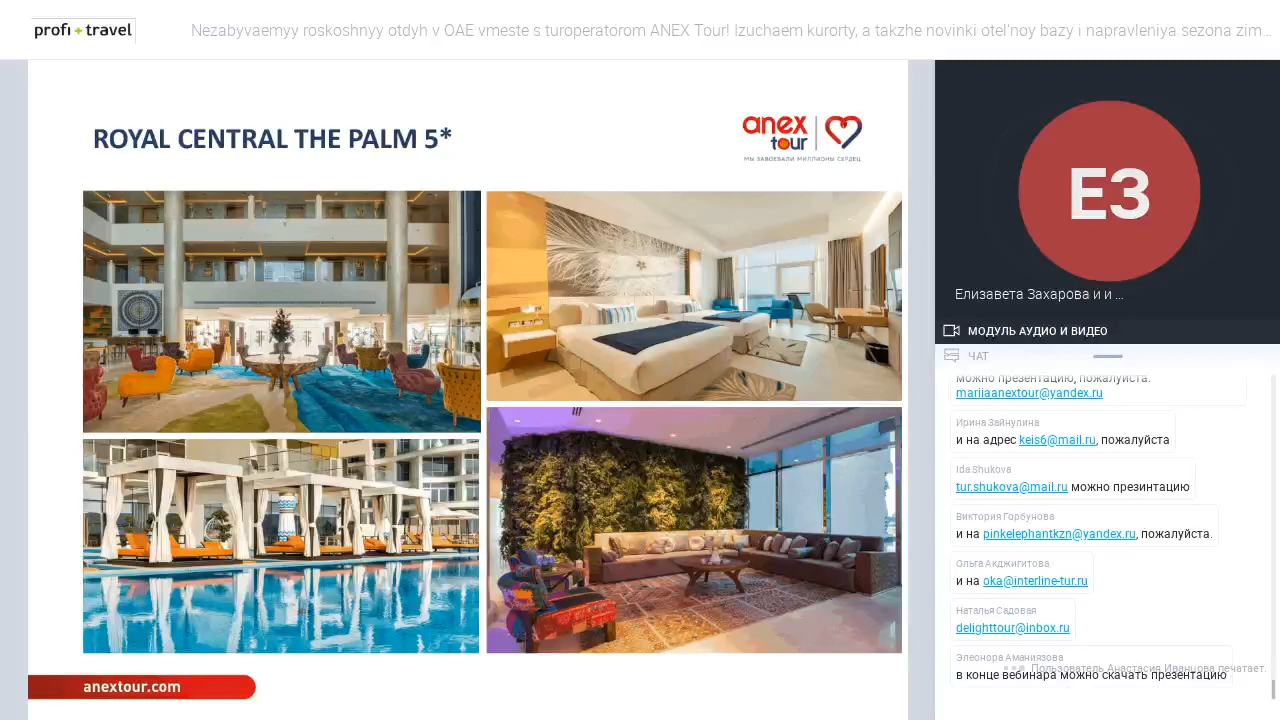 profi + travel
Nezabyvaemyy roskoshnyy otdyh v OAE vmeste s turoperatorom ANEX Tour! Izuchaem kurorty, a takzhe novinki otel'noy bazy i napravleniya sezona zim...
ROYAL CENTRAL THE PALM 5*
anex
tour
МЫ ЗАВОЕВАЛИ МИЛЛИОНЫ СЕРДЕЦ
anextour.com
ЕЗ
Елизавета Захарова и и ...
МОДУЛЬ АУДИО И ВИДЕО
ЧАТ
можно презентацию, пожалуйста.
mariiaanextour@yandex.ru
Ирина Зайнулина
и на адрес keis6@mail.ru, пожалуйста
Ida Shukova
tur.shukova@mail.ru можно презинтацию
Виктория Горбунова
и на pinkelephantkzn@yandex.ru, пожалуйста.
Ольга Акджигитова
и на oka@interline-tur.ru
Наталья Садовая
delighttour@inbox.ru
Элеонора Аманиязова
Пользователь Анастасия Иванцова печатает.
в конце вебинара можно скачать презентацию